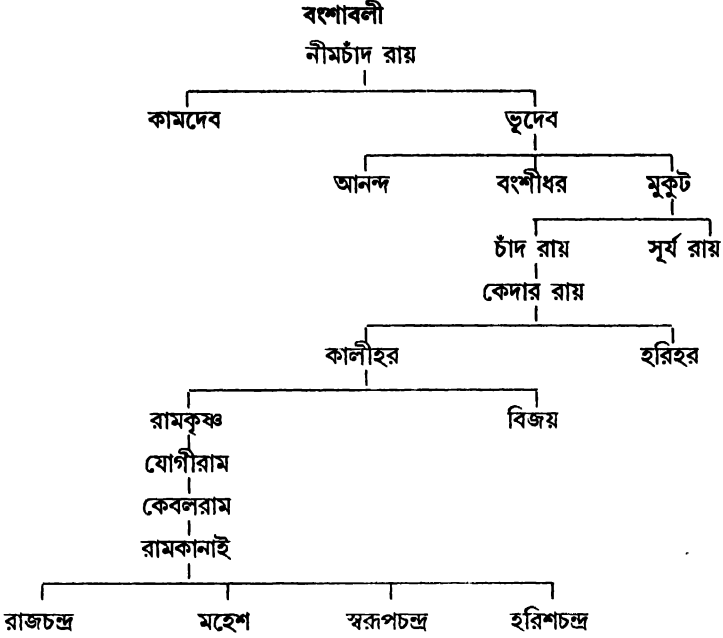 বংশাবলী
নীমচাঁদ রায়
কামদেব ভূদেব
আনন্দ বংশীধর মুকুট
চাঁদ রায় সূর্য রায়
কেদার রায়
কালীহর হরিহর
রামকৃষ্ণ বিজয়
যোগীরাম
কেবলরাম
রামকানাই
রাজচন্দ্র মহেশ স্বরূপচন্দ্র হরিশচন্দ্র